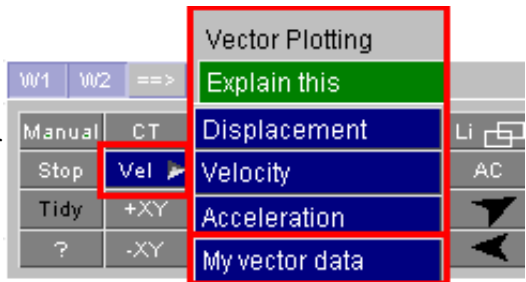 Vector Plotting
W1 W2 ==> Explain this
Manual CT Displacement Li
Stop Vel Velocity AC
Tidy +XY Acceleration
? -XY My vector data